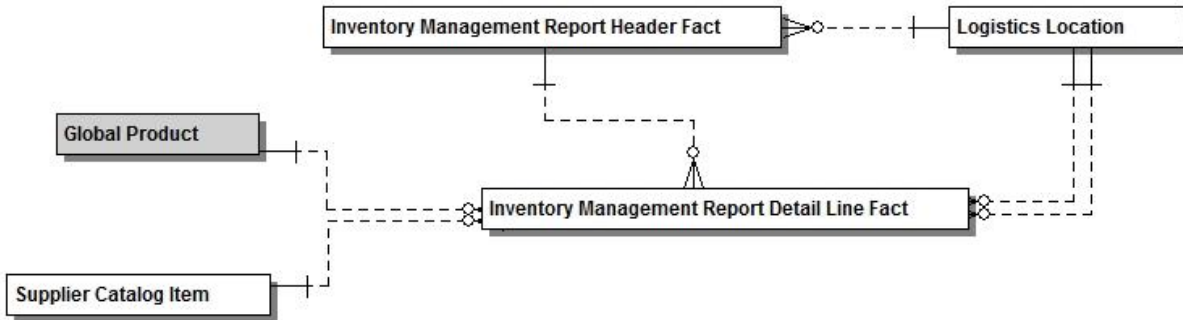 Inventory Management Report Header Fact
Logistics Location
Global Product
Inventory Management Report Detail Line Fact
Supplier Catalog Item